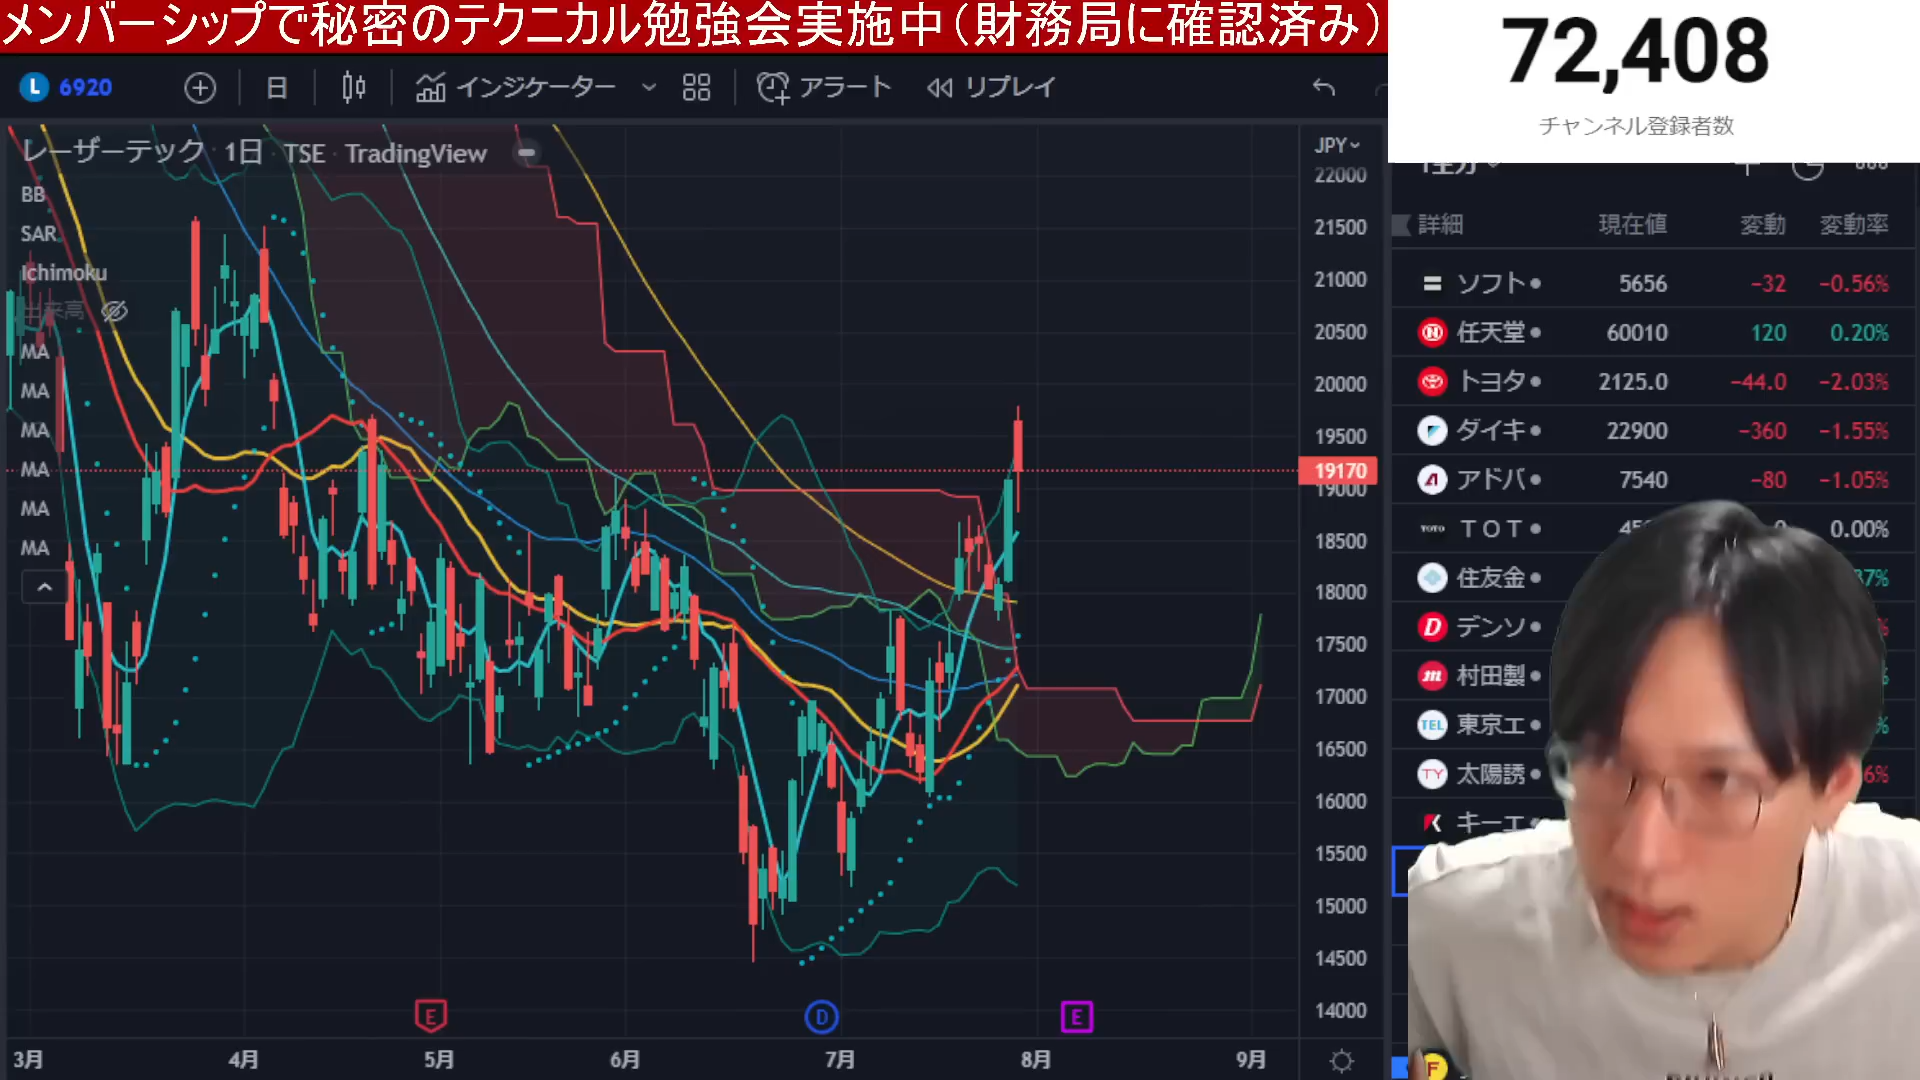 メンバーシップで秘密のテクニカル勉強会実施中（財務局に確認済み）
72,408
チャンネル登録者数
L 6920
日
インジケーター
アラート
リプレイ
レーザーテック · 1日 · TSE · TradingView
BB
SAR
Ichimoku
出来高
MA
MA
MA
MA
MA
MA
JPY
22000
21500
21000
20500
20000
19500
19170
19000
18500
18000
17500
17000
16500
16000
15500
15000
14500
14000
E
D
E
3月
4月
5月
6月
7月
8月
9月
詳細 現在値 変動 変動率
ソフト 5656 −32 −0.56%
N 任天堂 60010 120 0.20%
トヨタ 2125.0 −44.0 −2.03%
ダイキ 22900 −360 −1.55%
アドバ 7540 −80 −1.05%
TOTO ＴＯＴ 0.00%
住友金 37%
D デンソ
m 村田製
TEL 東京エ
TY 太陽誘 6%
キーエ
F